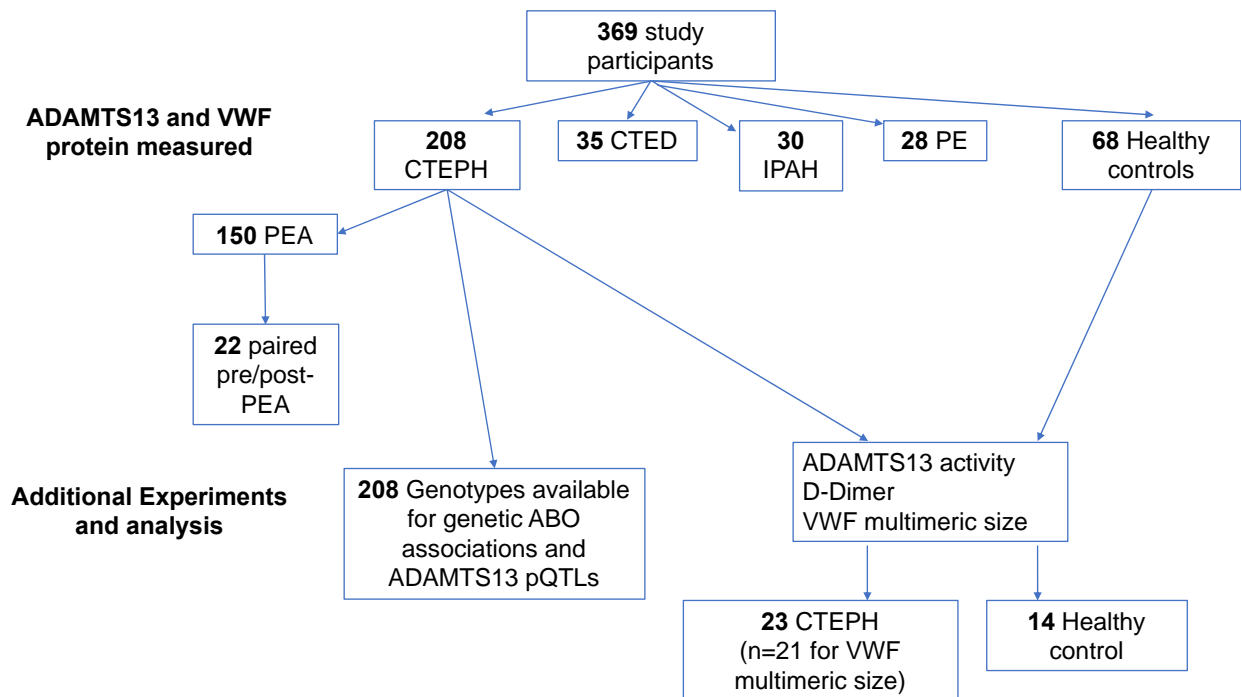 369 study
participants
ADAMTS13 and VWF
protein measured
208
CTEPH
35 CTED
30
IPAH
28 PE
68 Healthy
controls
150 PEA
22 paired
pre/post-
PEA
Additional Experiments
and analysis
208 Genotypes available
for genetic ABO
associations and
ADAMTS13 pQTLs
ADAMTS13 activity
D-Dimer
VWF multimeric size
23 CTEPH
(n=21 for VWF
multimeric size)
14 Healthy
control